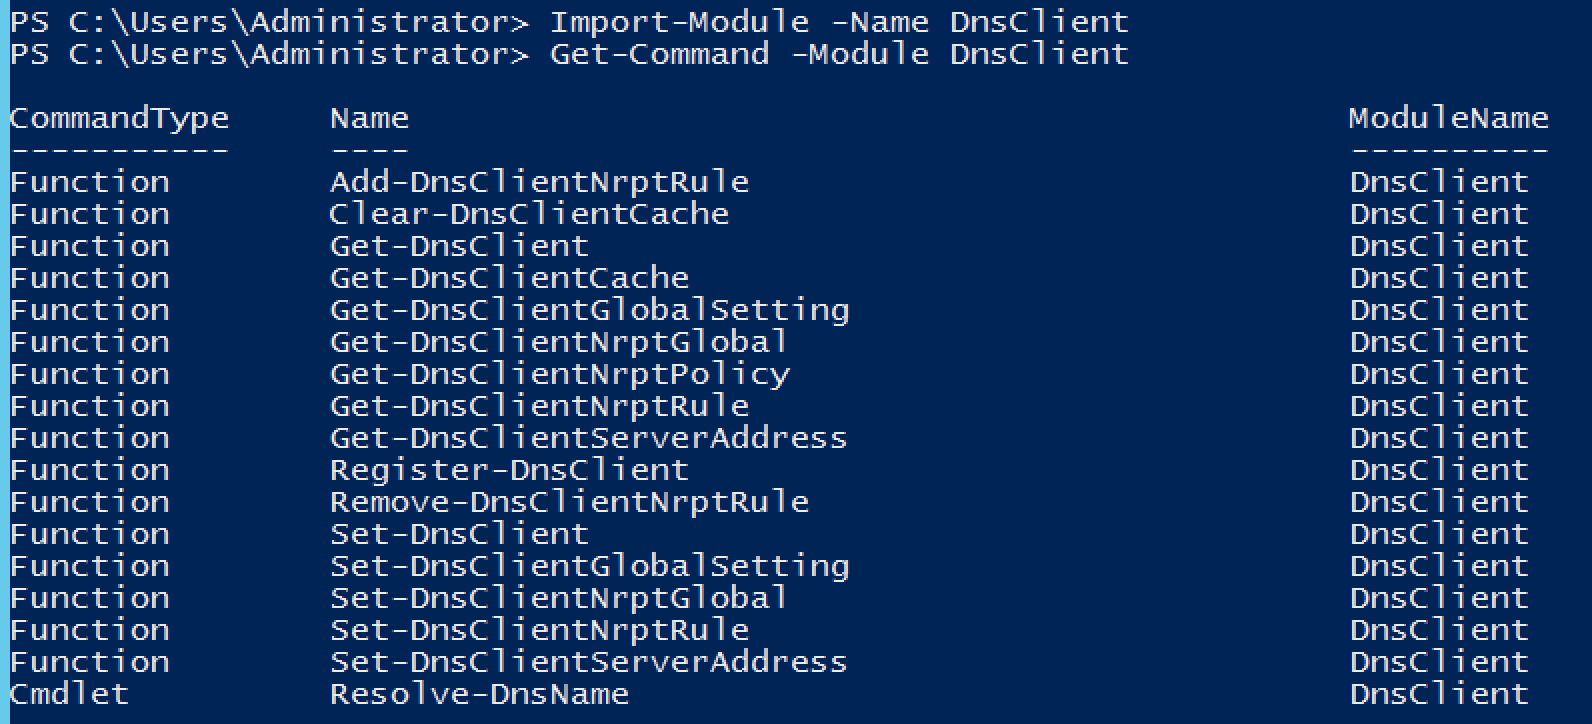 PS C:\Users\Administrator> Import-Module -Name DnsClient
PS C:\Users\Administrator> Get-Command -Module DnsClient
CommandType Name ModuleName
----------- ---- ----------
Function Add-DnsClientNrptRule DnsClient
Function Clear-DnsClientCache DnsClient
Function Get-DnsClient DnsClient
Function Get-DnsClientCache DnsClient
Function Get-DnsClientGlobalSetting DnsClient
Function Get-DnsClientNrptGlobal DnsClient
Function Get-DnsClientNrptPolicy DnsClient
Function Get-DnsClientNrptRule DnsClient
Function Get-DnsClientServerAddress DnsClient
Function Register-DnsClient DnsClient
Function Remove-DnsClientNrptRule DnsClient
Function Set-DnsClient DnsClient
Function Set-DnsClientGlobalSetting DnsClient
Function Set-DnsClientNrptGlobal DnsClient
Function Set-DnsClientNrptRule DnsClient
Function Set-DnsClientServerAddress DnsClient
Cmdlet Resolve-DnsName DnsClient